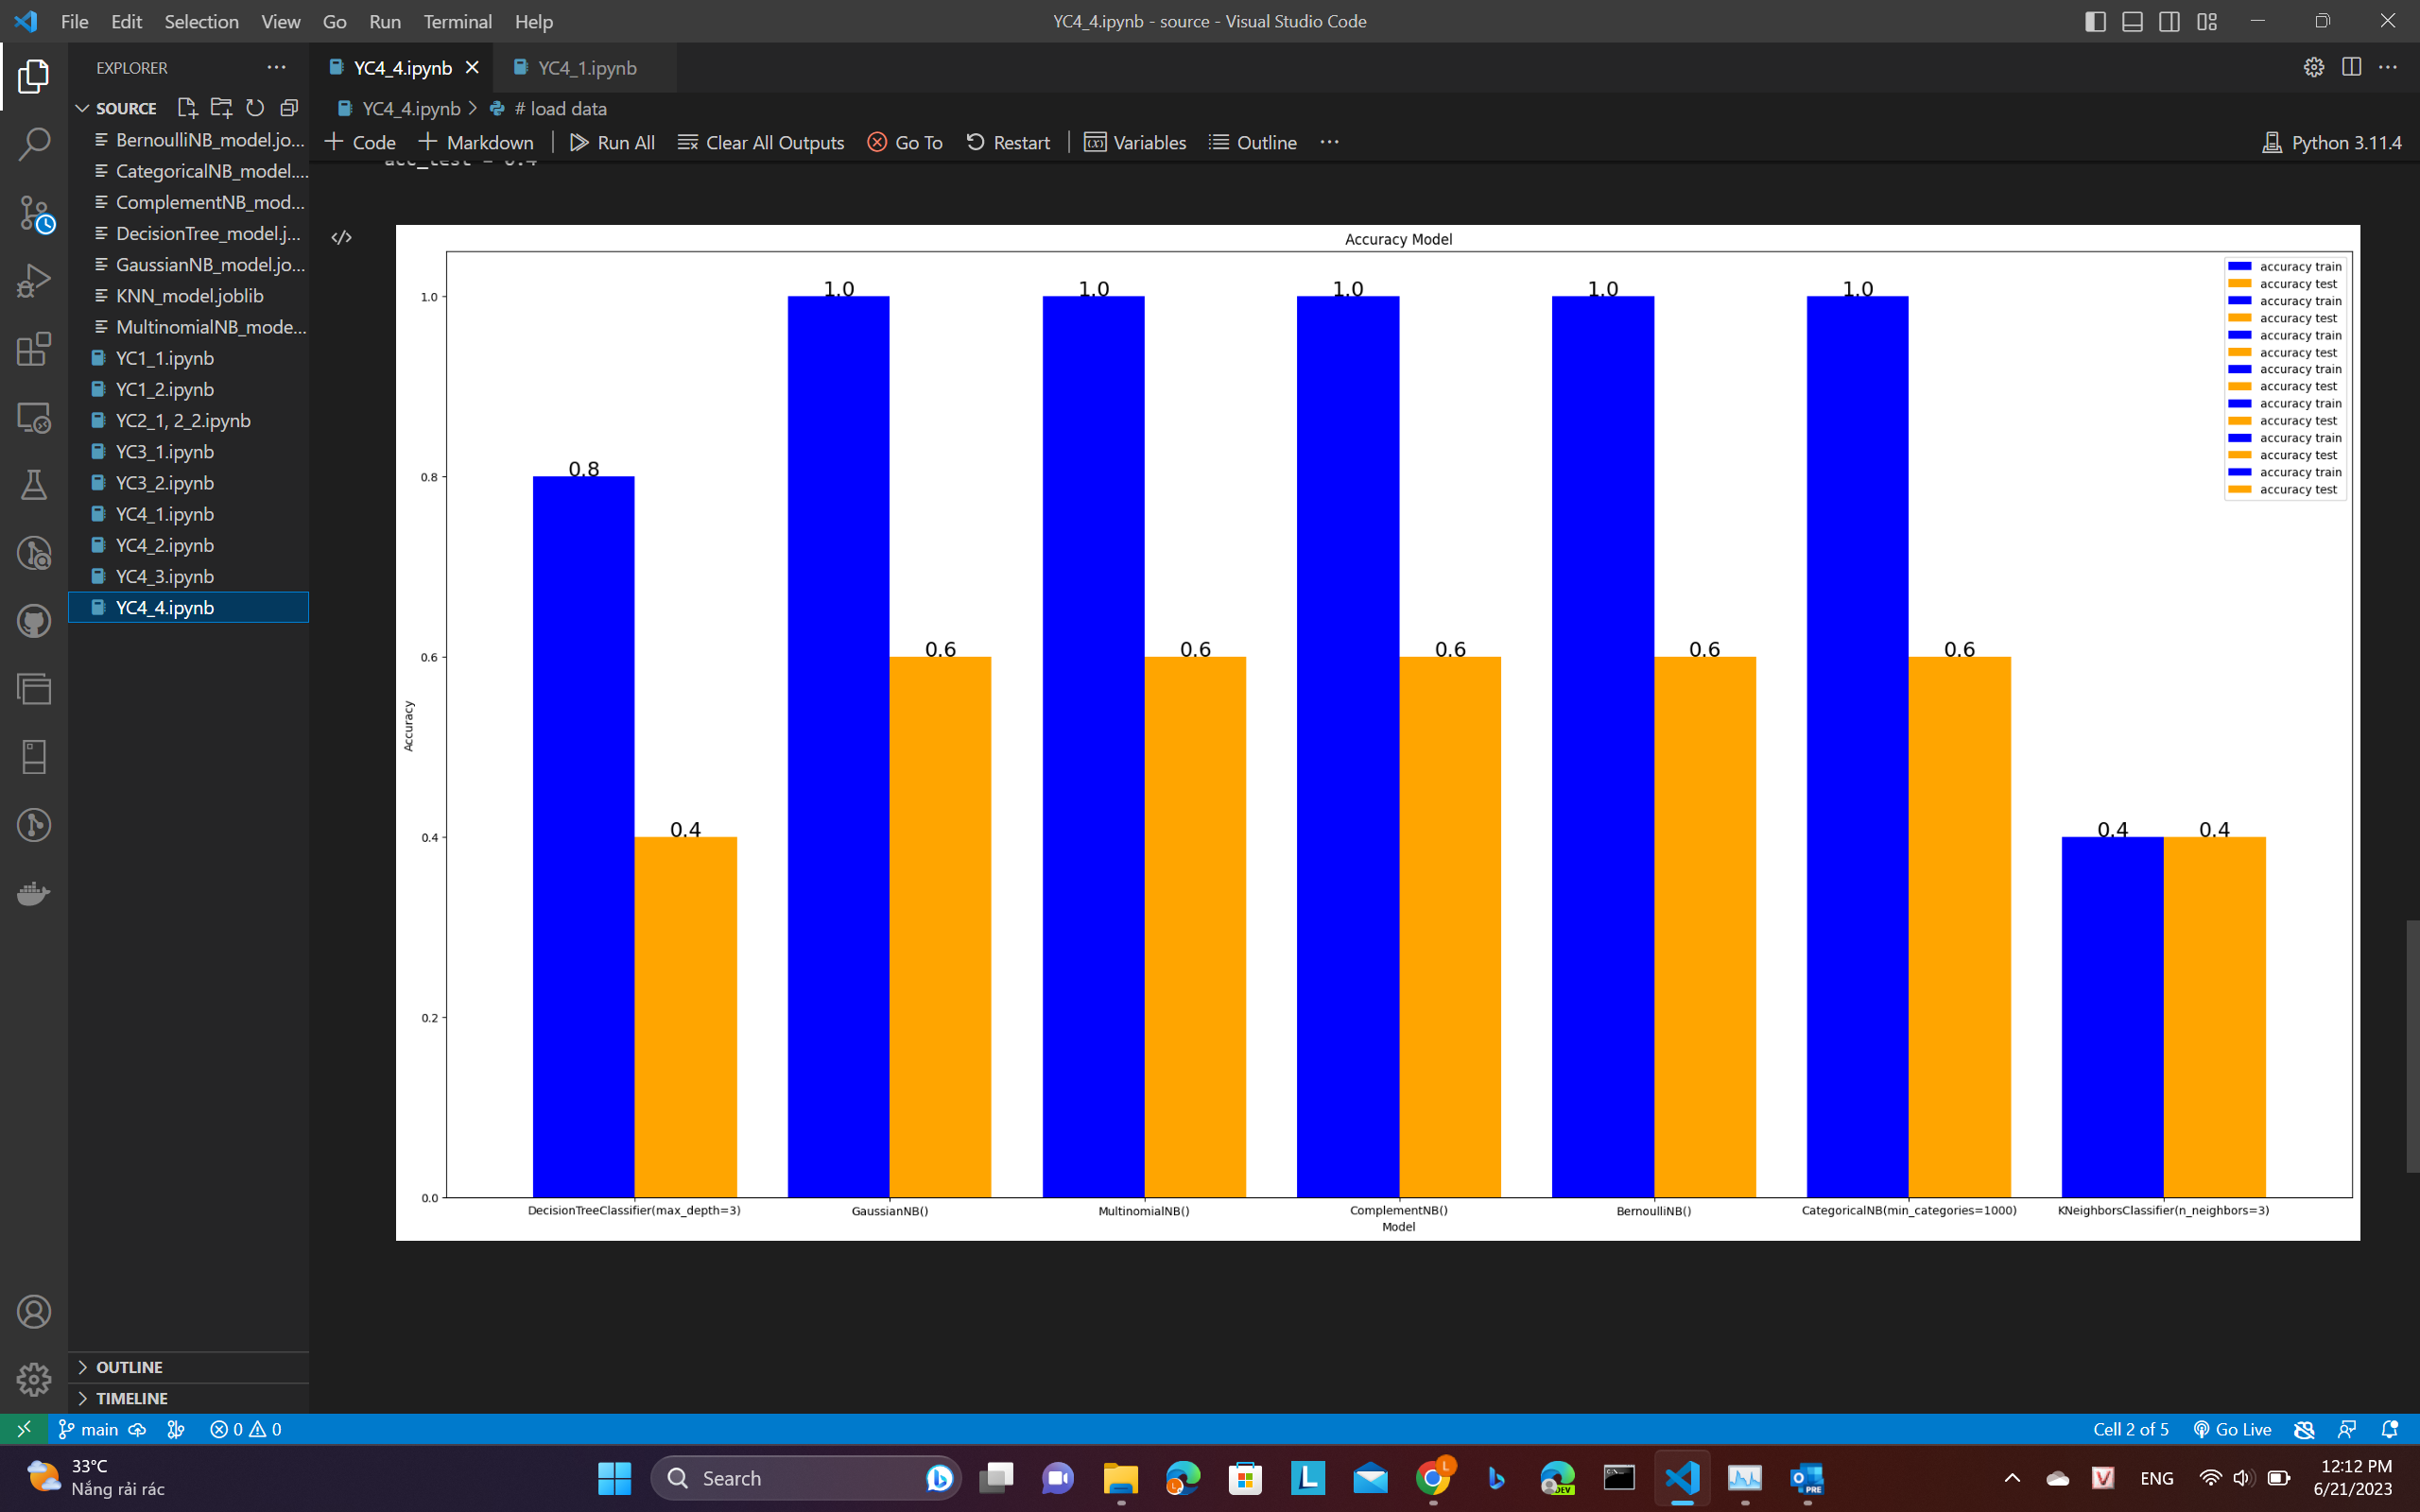 File Edit Selection View Go Run Terminal Help
YC4_4.ipynb - source - Visual Studio Code
EXPLORER
SOURCE
BernoulliNB_model.jo...
CategoricalNB_model....
ComplementNB_mod...
DecisionTree_model.j...
GaussianNB_model.jo...
KNN_model.joblib
MultinomialNB_mode...
YC1_1.ipynb
YC1_2.ipynb
YC2_1, 2_2.ipynb
YC3_1.ipynb
YC3_2.ipynb
YC4_1.ipynb
YC4_2.ipynb
YC4_3.ipynb
YC4_4.ipynb
OUTLINE
TIMELINE
YC4_4.ipynb YC4_1.ipynb
YC4_4.ipynb > # load data
+ Code + Markdown Run All Clear All Outputs Go To Restart Variables Outline ...
Python 3.11.4
acc_test = 0.4
Accuracy Model
accuracy train
accuracy test
accuracy train
accuracy test
accuracy train
accuracy test
accuracy train
accuracy test
accuracy train
accuracy test
accuracy train
accuracy test
accuracy train
accuracy test
1.0
0.8
0.6
0.4
0.2
0.0
Accuracy
0.8 0.4
1.0 0.6
1.0 0.6
1.0 0.6
1.0 0.6
1.0 0.6
0.4 0.4
DecisionTreeClassifier(max_depth=3) GaussianNB() MultinomialNB() ComplementNB() BernoulliNB() CategoricalNB(min_categories=1000) KNeighborsClassifier(n_neighbors=3)
Model
main 0 0
Cell 2 of 5 Go Live
33°C
Nắng rải rác
Search
L
L
DEV
PRE
V
ENG
12:12 PM
6/21/2023